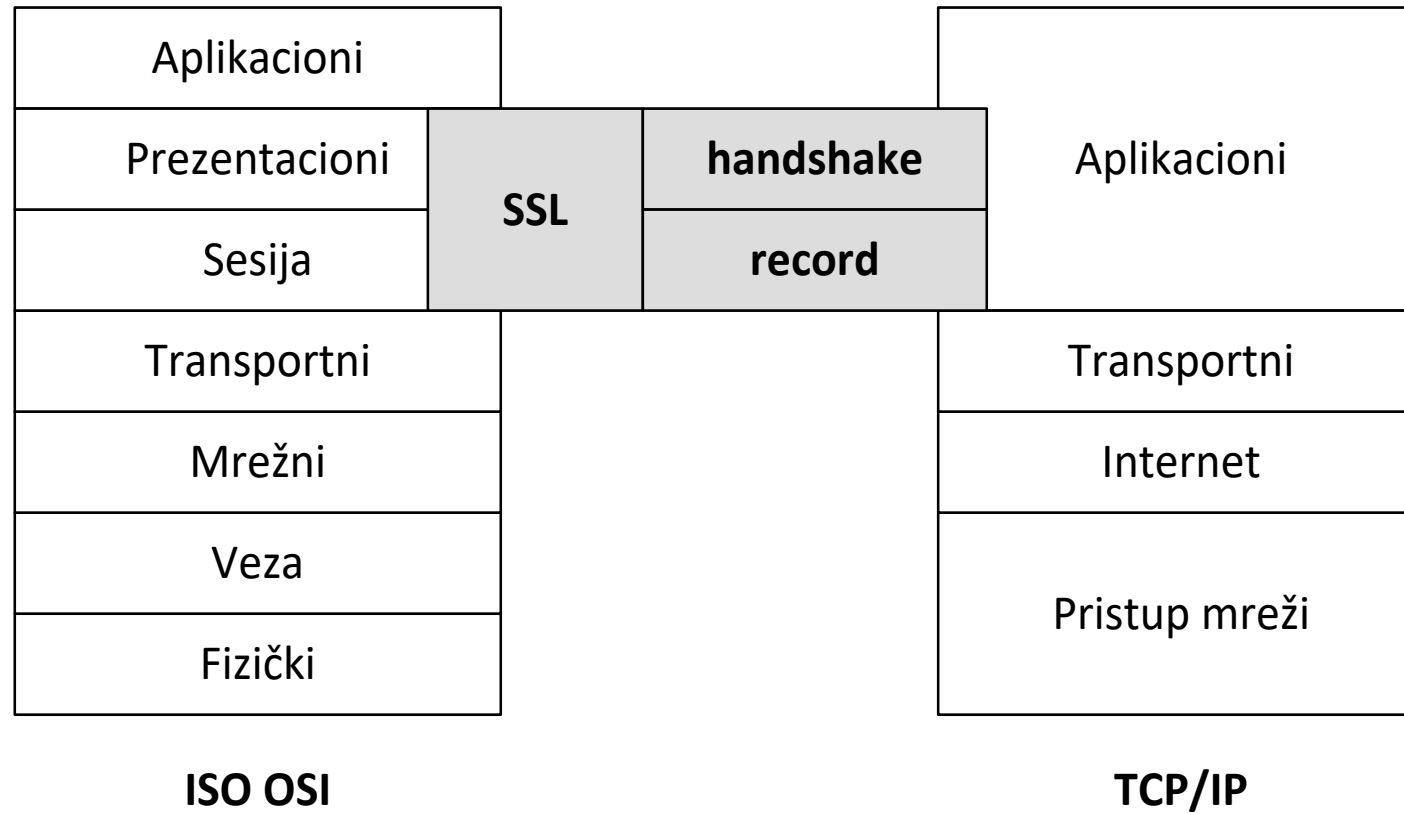 Aplikacioni
Prezentacioni
Sesija
Transportni
Mrežni
Veza
Fizički
ISO OSI
SSL
handshake
record
Aplikacioni
Transportni
Internet
Pristup mreži
TCP/IP